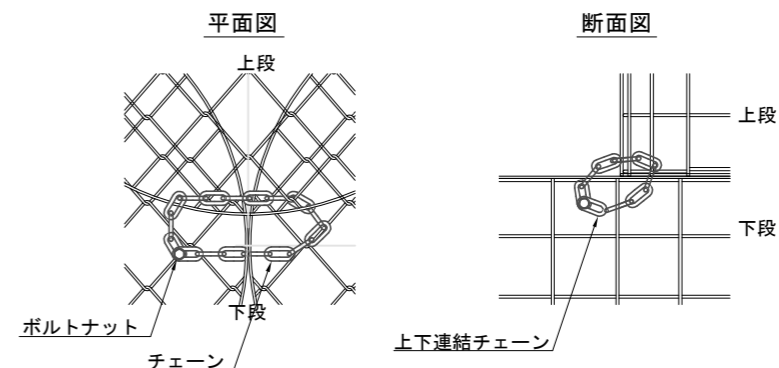 平面図
上段
下段
ボルトナット
チェーン
断面図
上段
下段
上下連結チェーン